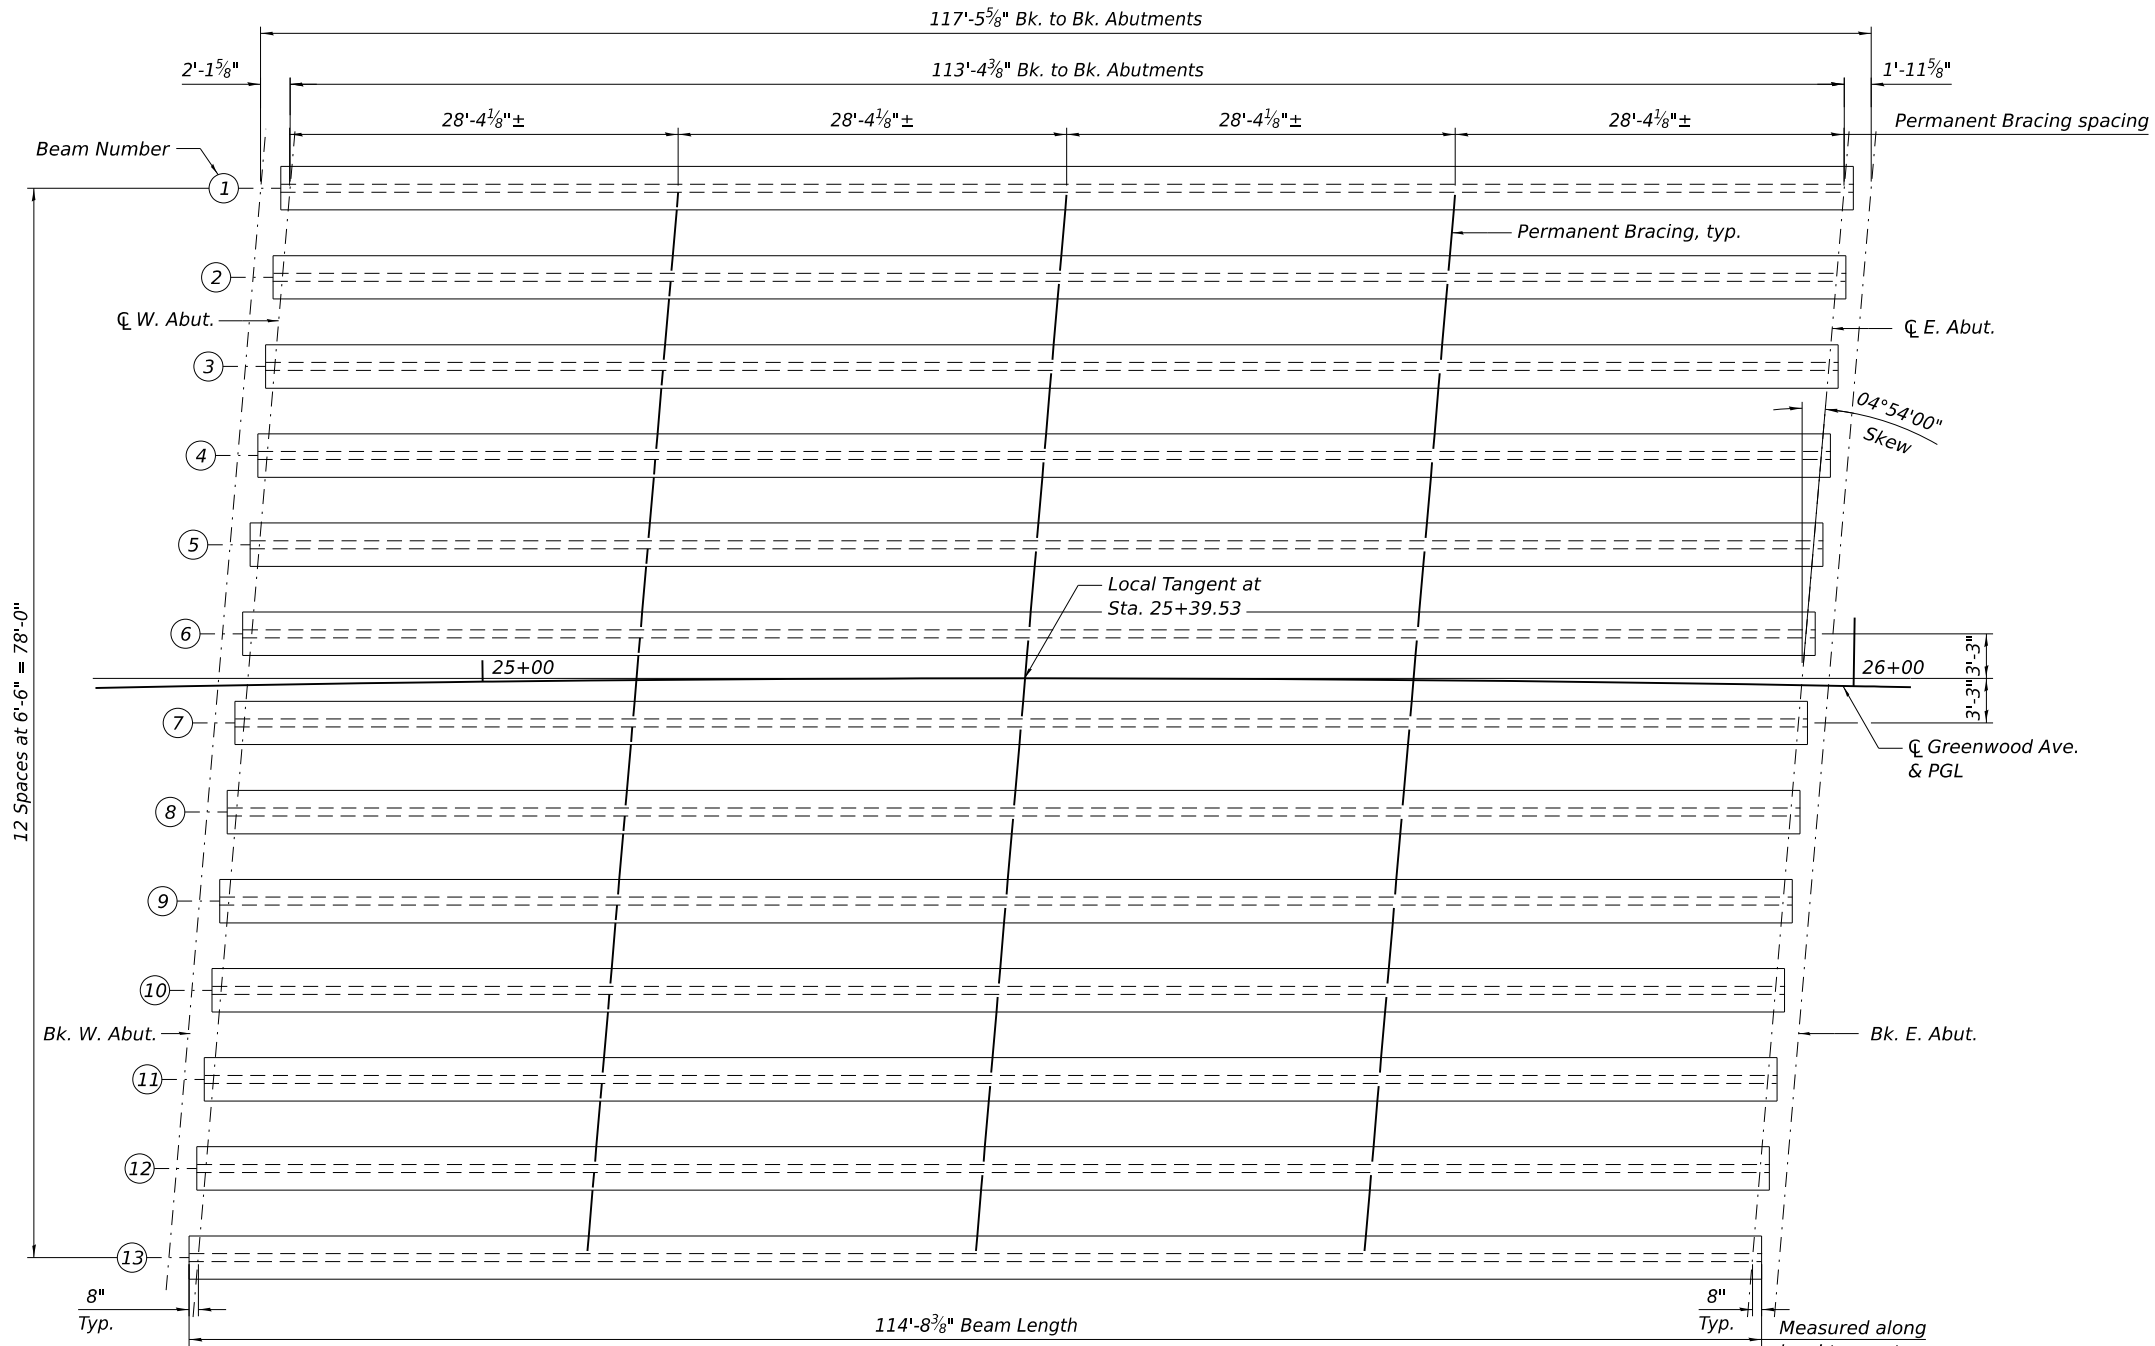 117'-5⅝" Bk. to Bk. Abutments
2'-1⅝"
113'-4⅜" Bk. to Bk. Abutments
1'-11⅝"
28'-4⅛"±
28'-4⅛"±
28'-4⅛"±
28'-4⅛"±
Permanent Bracing spacing
Beam Number
1
Permanent Bracing, typ.
2
℄ W. Abut.
℄ E. Abut.
3
04°54'00"
Skew
4
5
Local Tangent at
Sta. 25+39.53
6
12 Spaces at 6'-6" = 78'-0"
25+00
26+00
3'-3"
3'-3"
7
℄ Greenwood Ave.
& PGL
8
9
10
Bk. W. Abut.
Bk. E. Abut.
11
12
13
8"
Typ.
8"
Typ.
114'-8⅜" Beam Length
Measured along